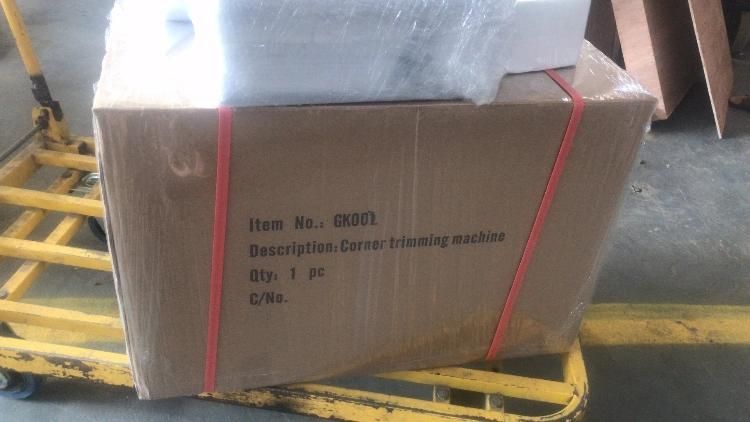 Item No.: GK001
Description: Corner trimming machine
Qty: 1 pc
C/No.